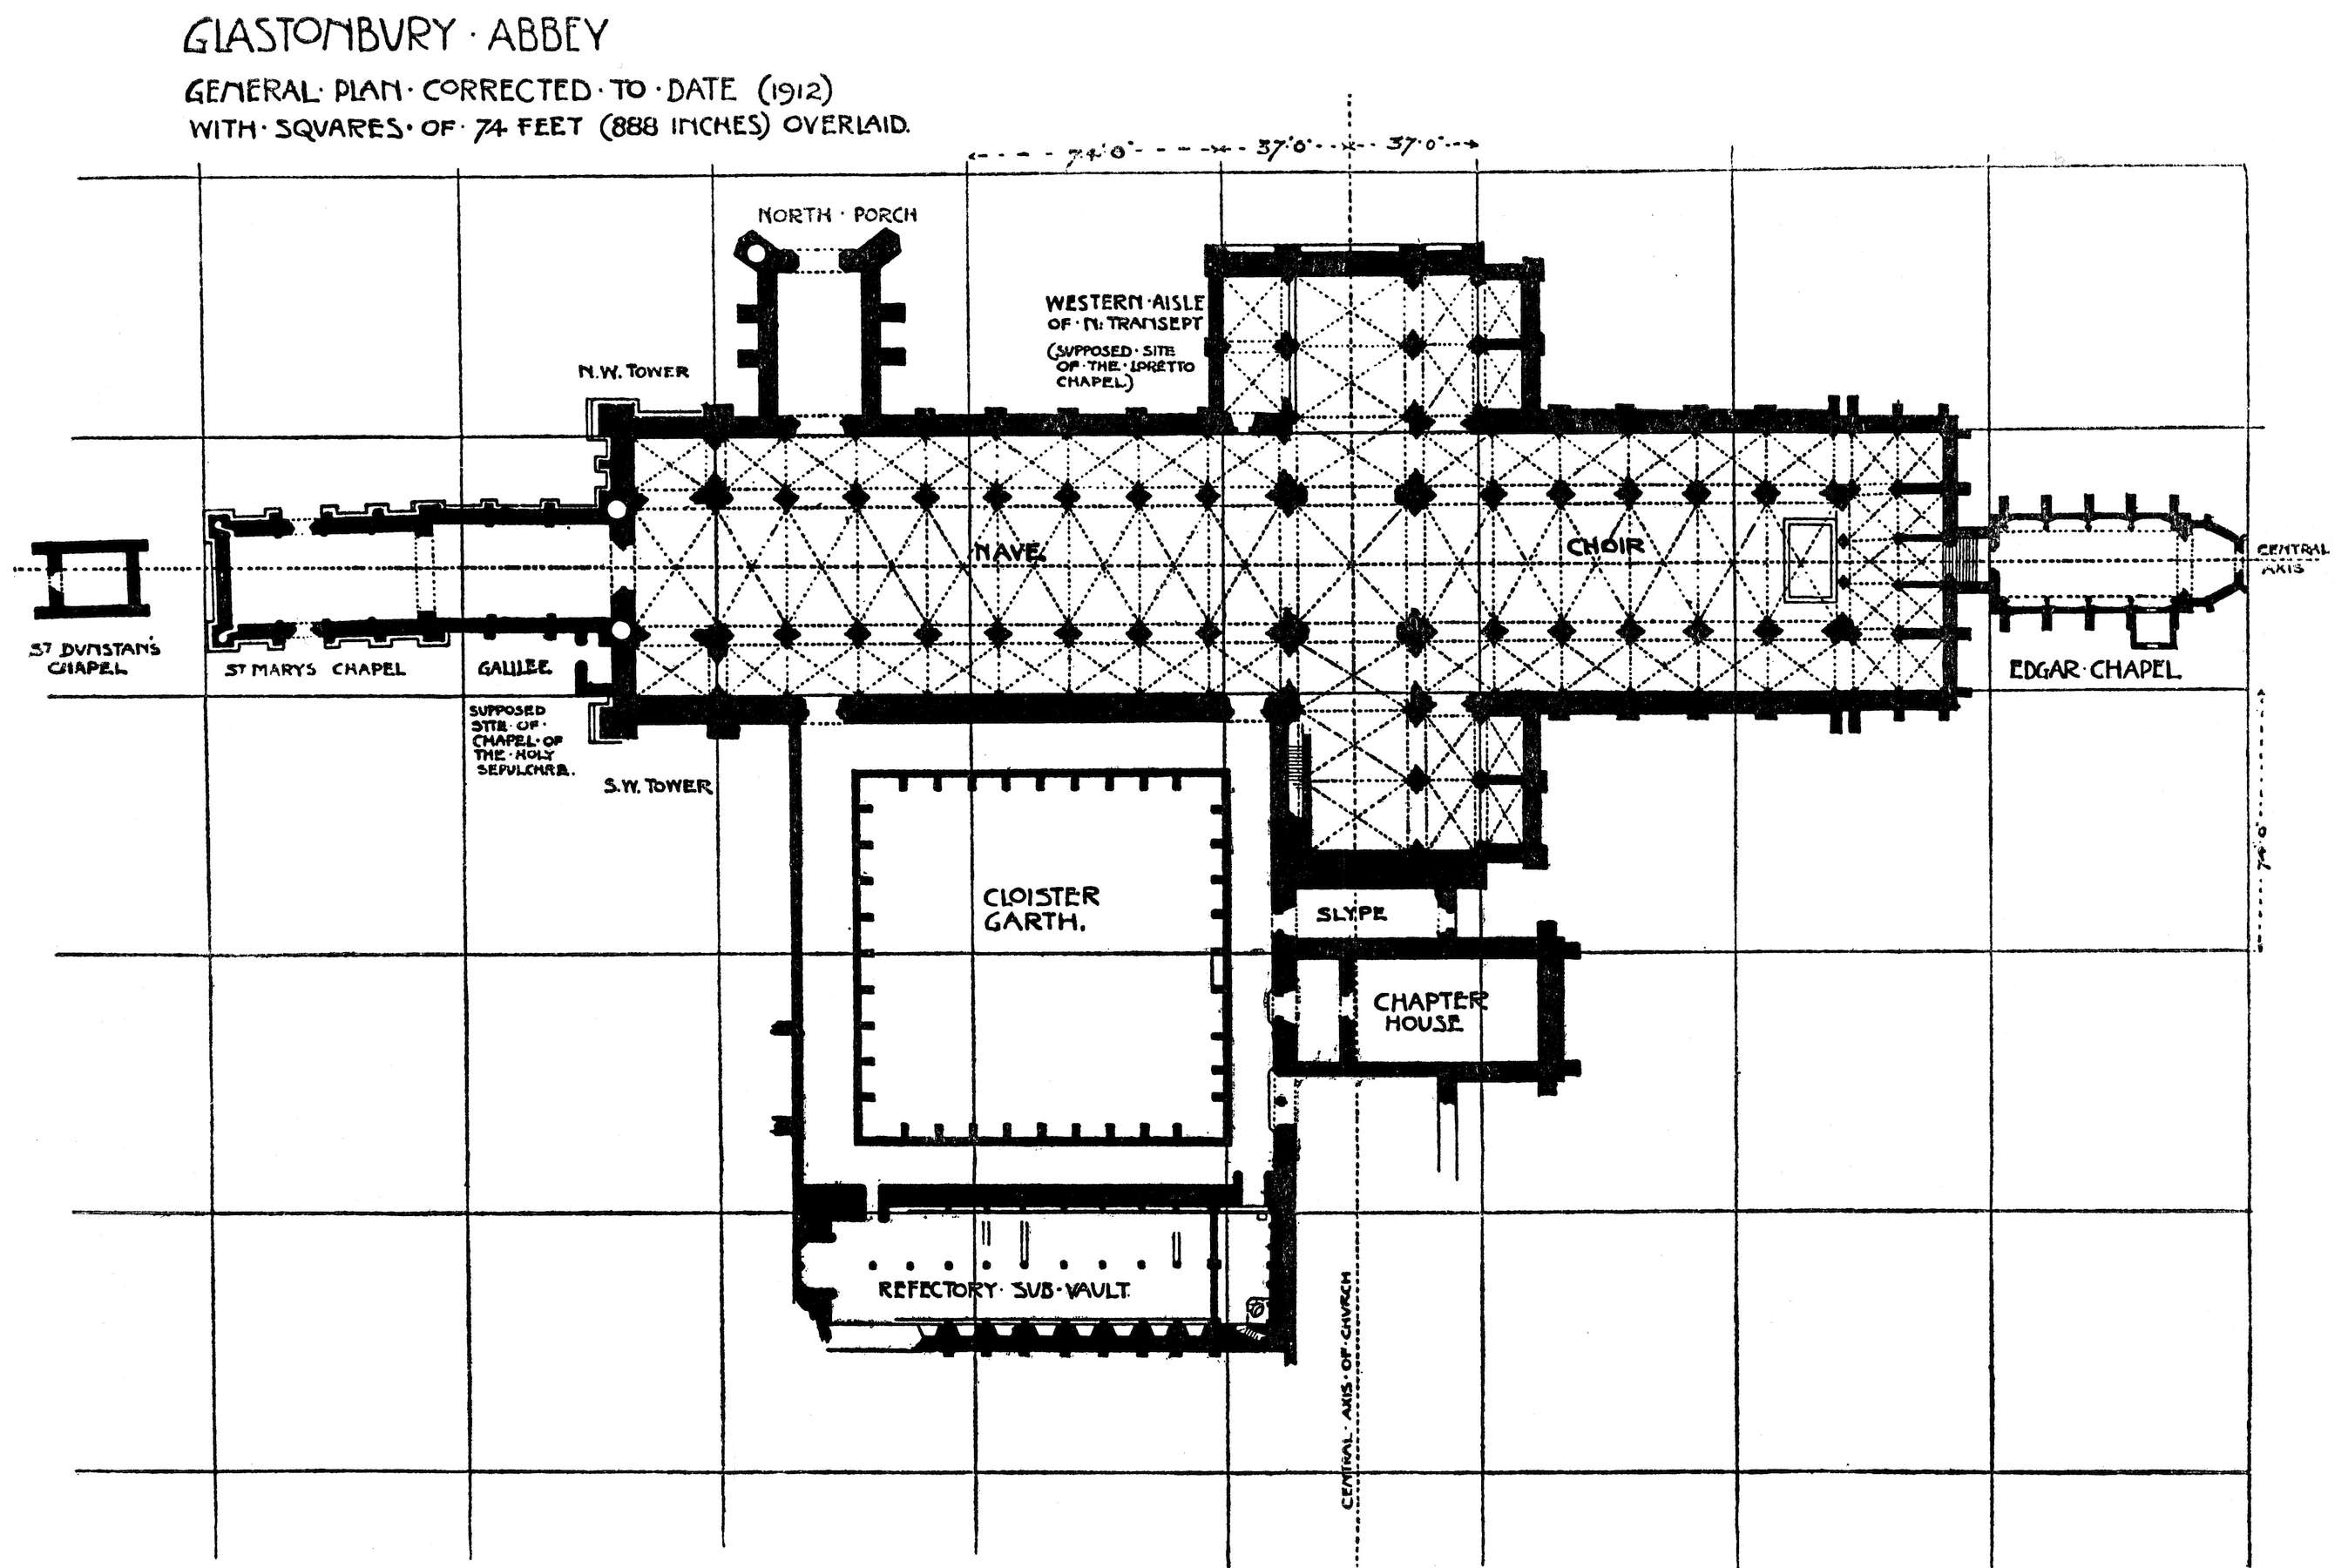 GLASTONBURY · ABBEY
GENERAL · PLAN · CORRECTED · TO · DATE (1912)
WITH · SQUARES · OF · 74 FEET (888 INCHES) OVERLAID.
74'·0"
37'·0"
37'·0"
NORTH · PORCH
WESTERN · AISLE
OF · N: TRANSEPT
(SUPPOSED · SITE
OF · THE · LORETTO
CHAPEL)
N.W. TOWER
NAVE.
CHOIR
CENTRAL
AXIS
ST DUNSTAN'S
CHAPEL
ST MARYS CHAPEL
GALILEE
EDGAR · CHAPEL
SUPPOSED
SITE · OF ·
CHAPEL · OF
THE · HOLY
SEPULCHRE.
S.W. TOWER
74'·0"
CLOISTER
GARTH.
SLYPE
CHAPTER
HOUSE
REFECTORY · SUB · VAULT.
CENTRAL · AXIS · OF · CHURCH